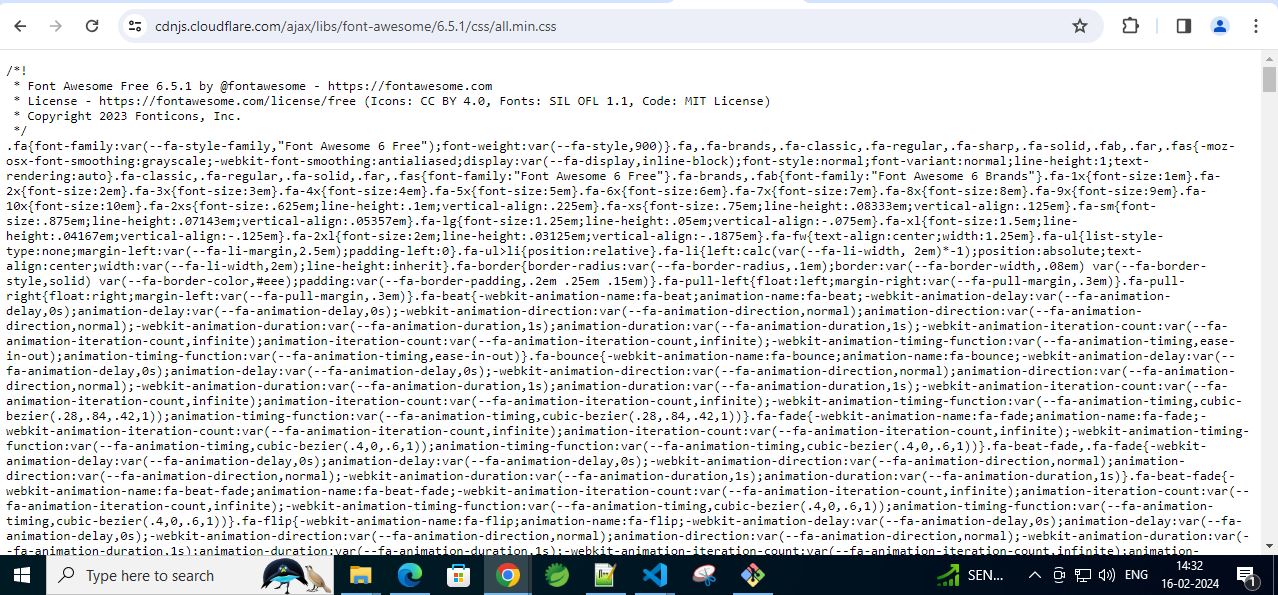 cdnjs.cloudflare.com/ajax/libs/font-awesome/6.5.1/css/all.min.css
/*!
 * Font Awesome Free 6.5.1 by @fontawesome - https://fontawesome.com
 * License - https://fontawesome.com/license/free (Icons: CC BY 4.0, Fonts: SIL OFL 1.1, Code: MIT License)
 * Copyright 2023 Fonticons, Inc.
 */
.fa{font-family:var(--fa-style-family,"Font Awesome 6 Free");font-weight:var(--fa-style,900)}.fa,.fa-brands,.fa-classic,.fa-regular,.fa-sharp,.fa-solid,.fab,.far,.fas{-moz-
osx-font-smoothing:grayscale;-webkit-font-smoothing:antialiased;display:var(--fa-display,inline-block);font-style:normal;font-variant:normal;line-height:1;text-
rendering:auto}.fa-classic,.fa-regular,.fa-solid,.far,.fas{font-family:"Font Awesome 6 Free"}.fa-brands,.fab{font-family:"Font Awesome 6 Brands"}.fa-1x{font-size:1em}.fa-
2x{font-size:2em}.fa-3x{font-size:3em}.fa-4x{font-size:4em}.fa-5x{font-size:5em}.fa-6x{font-size:6em}.fa-7x{font-size:7em}.fa-8x{font-size:8em}.fa-9x{font-size:9em}.fa-
10x{font-size:10em}.fa-2xs{font-size:.625em;line-height:.1em;vertical-align:.225em}.fa-xs{font-size:.75em;line-height:.08333em;vertical-align:.125em}.fa-sm{font-
size:.875em;line-height:.07143em;vertical-align:.05357em}.fa-lg{font-size:1.25em;line-height:.05em;vertical-align:-.075em}.fa-xl{font-size:1.5em;line-
height:.04167em;vertical-align:-.125em}.fa-2xl{font-size:2em;line-height:.03125em;vertical-align:-.1875em}.fa-fw{text-align:center;width:1.25em}.fa-ul{list-style-
type:none;margin-left:var(--fa-li-margin,2.5em);padding-left:0}.fa-ul>li{position:relative}.fa-li{left:calc(var(--fa-li-width, 2em)*-1);position:absolute;text-
align:center;width:var(--fa-li-width,2em);line-height:inherit}.fa-border{border-radius:var(--fa-border-radius,.1em);border:var(--fa-border-width,.08em) var(--fa-border-
style,solid) var(--fa-border-color,#eee);padding:var(--fa-border-padding,.2em .25em .15em)}.fa-pull-left{float:left;margin-right:var(--fa-pull-margin,.3em)}.fa-pull-
right{float:right;margin-left:var(--fa-pull-margin,.3em)}.fa-beat{-webkit-animation-name:fa-beat;animation-name:fa-beat;-webkit-animation-delay:var(--fa-animation-
delay,0s);animation-delay:var(--fa-animation-delay,0s);-webkit-animation-direction:var(--fa-animation-direction,normal);animation-direction:var(--fa-animation-
direction,normal);-webkit-animation-duration:var(--fa-animation-duration,1s);animation-duration:var(--fa-animation-duration,1s);-webkit-animation-iteration-count:var(--fa-
animation-iteration-count,infinite);animation-iteration-count:var(--fa-animation-iteration-count,infinite);-webkit-animation-timing-function:var(--fa-animation-timing,ease-
in-out);animation-timing-function:var(--fa-animation-timing,ease-in-out)}.fa-bounce{-webkit-animation-name:fa-bounce;animation-name:fa-bounce;-webkit-animation-delay:var(--
fa-animation-delay,0s);animation-delay:var(--fa-animation-delay,0s);-webkit-animation-direction:var(--fa-animation-direction,normal);animation-direction:var(--fa-animation-
direction,normal);-webkit-animation-duration:var(--fa-animation-duration,1s);animation-duration:var(--fa-animation-duration,1s);-webkit-animation-iteration-count:var(--fa-
animation-iteration-count,infinite);animation-iteration-count:var(--fa-animation-iteration-count,infinite);-webkit-animation-timing-function:var(--fa-animation-timing,cubic-
bezier(.28,.84,.42,1));animation-timing-function:var(--fa-animation-timing,cubic-bezier(.28,.84,.42,1))}.fa-fade{-webkit-animation-name:fa-fade;animation-name:fa-fade;-
webkit-animation-iteration-count:var(--fa-animation-iteration-count,infinite);animation-iteration-count:var(--fa-animation-iteration-count,infinite);-webkit-animation-timing-
function:var(--fa-animation-timing,cubic-bezier(.4,0,.6,1));animation-timing-function:var(--fa-animation-timing,cubic-bezier(.4,0,.6,1))}.fa-beat-fade,.fa-fade{-webkit-
animation-delay:var(--fa-animation-delay,0s);animation-delay:var(--fa-animation-delay,0s);-webkit-animation-direction:var(--fa-animation-direction,normal);animation-
direction:var(--fa-animation-direction,normal);-webkit-animation-duration:var(--fa-animation-duration,1s);animation-duration:var(--fa-animation-duration,1s)}.fa-beat-fade{-
webkit-animation-name:fa-beat-fade;animation-name:fa-beat-fade;-webkit-animation-iteration-count:var(--fa-animation-iteration-count,infinite);animation-iteration-count:var(--
fa-animation-iteration-count,infinite);-webkit-animation-timing-function:var(--fa-animation-timing,cubic-bezier(.4,0,.6,1));animation-timing-function:var(--fa-animation-
timing,cubic-bezier(.4,0,.6,1))}.fa-flip{-webkit-animation-name:fa-flip;animation-name:fa-flip;-webkit-animation-delay:var(--fa-animation-delay,0s);animation-delay:var(--fa-
animation-delay,0s);-webkit-animation-direction:var(--fa-animation-direction,normal);animation-direction:var(--fa-animation-direction,normal);-webkit-animation-duration:var(-
-fa-animation-duration,1s);animation-duration:var(--fa-animation-duration,1s);-webkit-animation-iteration-count:var(--fa-animation-iteration-count,infinite);animation-
Type here to search
SEN...
ENG
14:32
16-02-2024
1